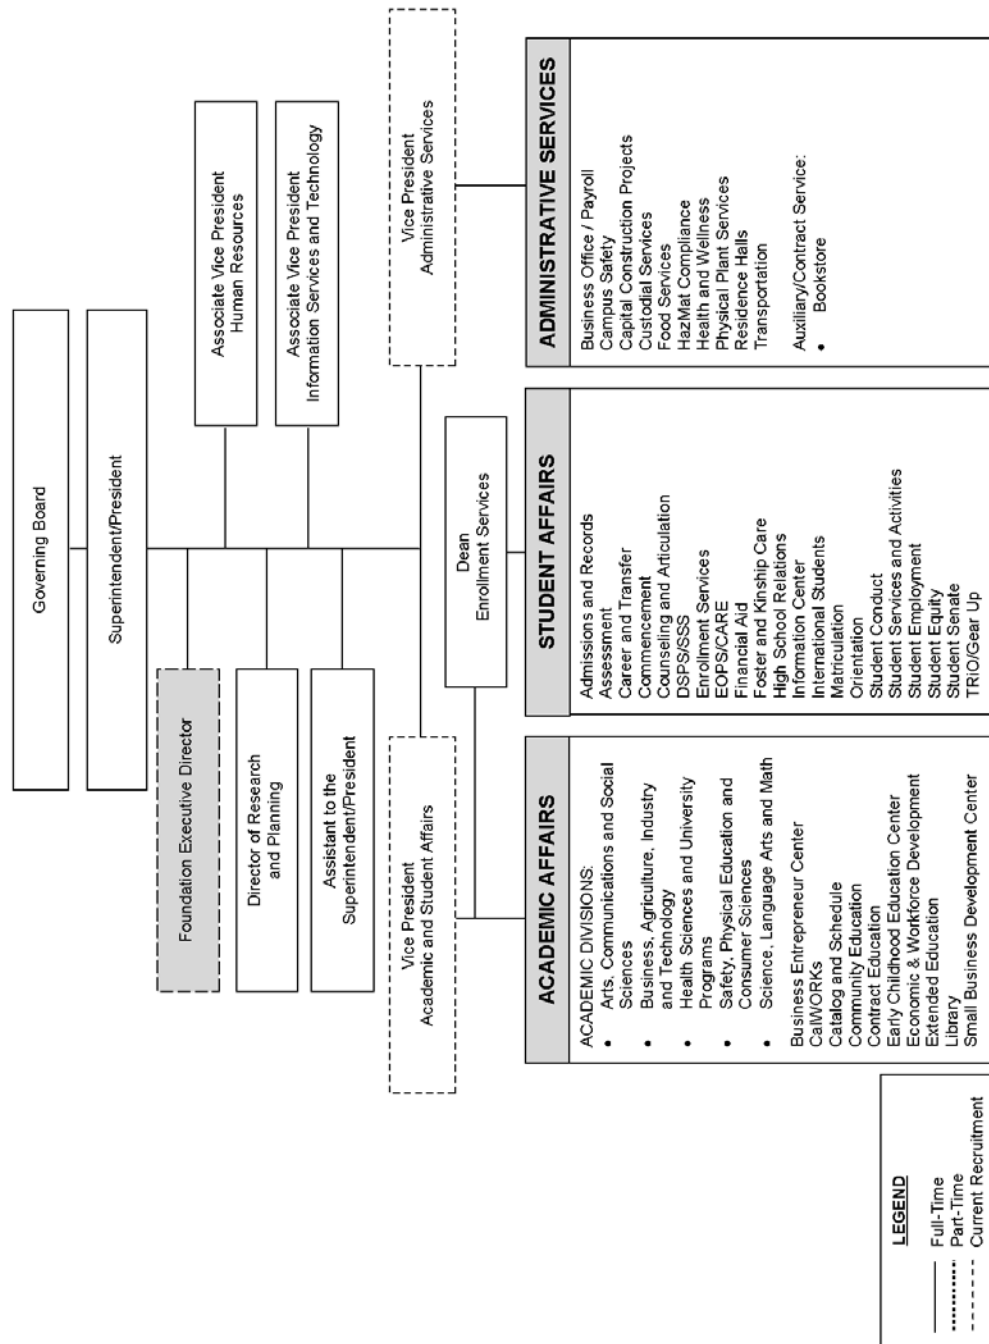 Governing Board
Superintendent/President
Foundation Executive Director
Director of Research
and Planning
Assistant to the
Superintendent/President
Associate Vice President
Human Resources
Associate Vice President
Information Services and Technology
Vice President
Academic and Student Affairs
Vice President
Administrative Services
Dean
Enrollment Services
ACADEMIC AFFAIRS
ACADEMIC DIVISIONS:
• Arts, Communications and Social
Sciences
• Business, Agriculture, Industry
and Technology
• Health Sciences and University
Programs
• Safety, Physical Education and
Consumer Sciences
• Science, Language Arts and Math
Business Entrepreneur Center
CalWORKs
Catalog and Schedule
Community Education
Contract Education
Early Childhood Education Center
Economic & Workforce Development
Extended Education
Library
Small Business Development Center
STUDENT AFFAIRS
Admissions and Records
Assessment
Career and Transfer
Commencement
Counseling and Articulation
DSPS/SSS
Enrollment Services
EOPS/CARE
Financial Aid
Foster and Kinship Care
High School Relations
Information Center
International Students
Matriculation
Orientation
Student Conduct
Student Services and Activities
Student Employment
Student Equity
Student Senate
TRiO/Gear Up
ADMINISTRATIVE SERVICES
Business Office / Payroll
Campus Safety
Capital Construction Projects
Custodial Services
Food Services
HazMat Compliance
Health and Wellness
Physical Plant Services
Residence Halls
Transportation
Auxiliary/Contract Service:
• Bookstore
LEGEND
Full-Time
Part-Time
Current Recruitment